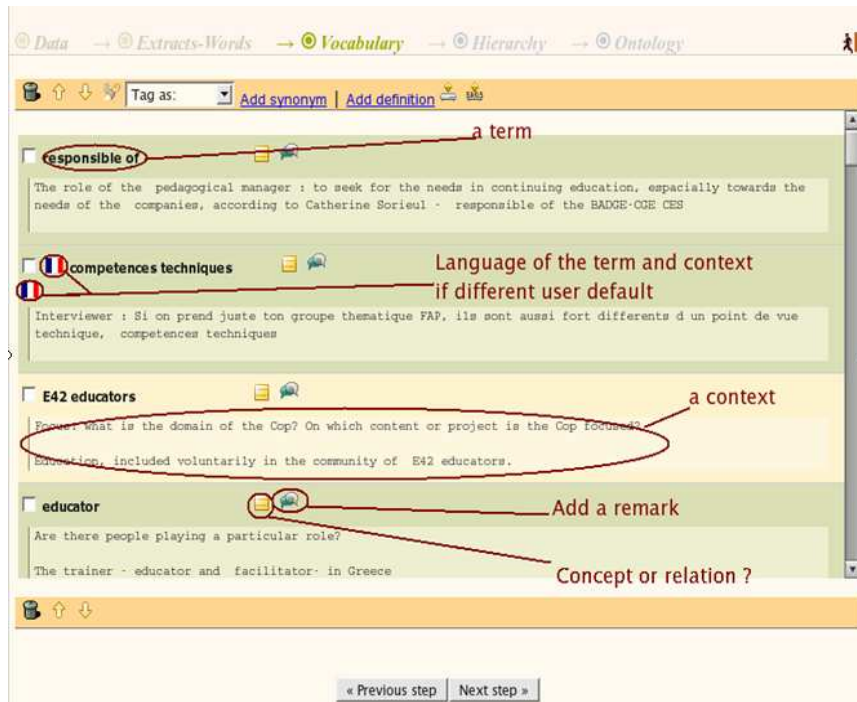 Data → Extracts-Words → Vocabulary → Hierarchy → Ontology
Tag as: Add synonym | Add definition
a term
responsible of
The role of the pedagogical manager : to seek for the needs in continuing education, espacially towards the
needs of the companies, according to Catherine Sorieul - responsible of the BADGE-CGE CES
competences techniques
Language of the term and context
if different user default
Interviewer : Si on prend juste ton groupe thematique FAP, ils sont aussi fort differents d un point de vue
technique, competences techniques
E42 educators
a context
Focus: what is the domain of the Cop? On which content or project is the Cop focused?
Education, included voluntarily in the community of E42 educators.
educator
Add a remark
Are there people playing a particular role?
The trainer - educator and facilitator- in Greece
Concept or relation ?
« Previous step Next step »